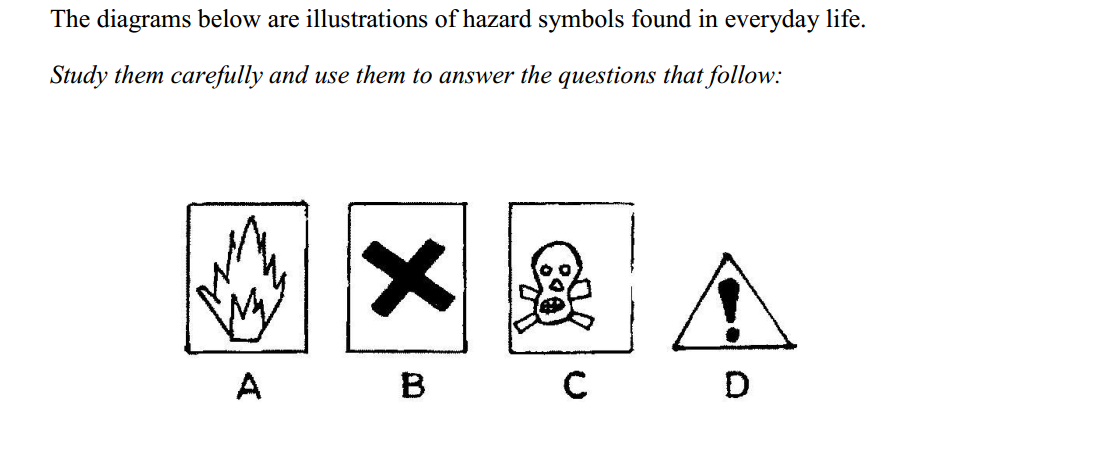 The diagrams below are illustrations of hazard symbols found in everyday life.
Study them carefully and use them to answer the questions that follow:
A B C D